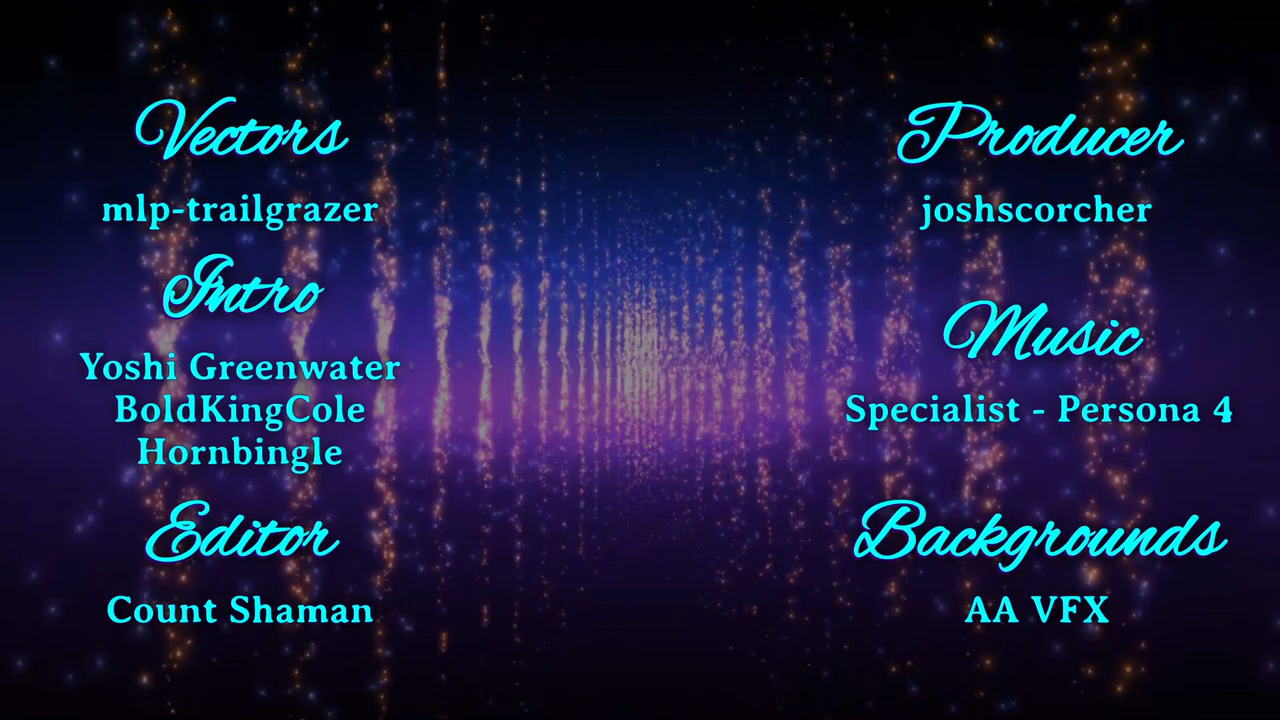 Vectors
mlp-trailgrazer
Intro
Yoshi Greenwater
BoldKingCole
Hornbingle
Editor
Count Shaman
Producer
joshscorcher
Music
Specialist - Persona 4
Backgrounds
AA VFX